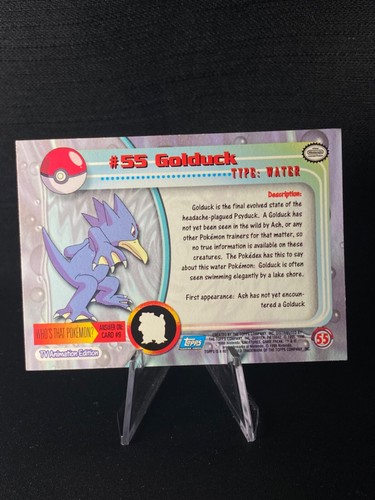 #55 Golduck
TYPE: WATER
Description:
Golduck is the final evolved state of the
headache-plagued Psyduck. A Golduck has
not yet been seen in the wild by Ash, or any
other Pokémon trainers for that matter, so
no true information is available on these
creatures. The Pokédex has this to say
about this water Pokémon: Golduck is often
seen swimming elegantly by a lake shore.
First appearance: Ash has not yet encoun-
tered a Golduck.
WHO'S THAT POKÉMON?
ANSWER ON
CARD #9
TV Animation Edition
TOPPS
55